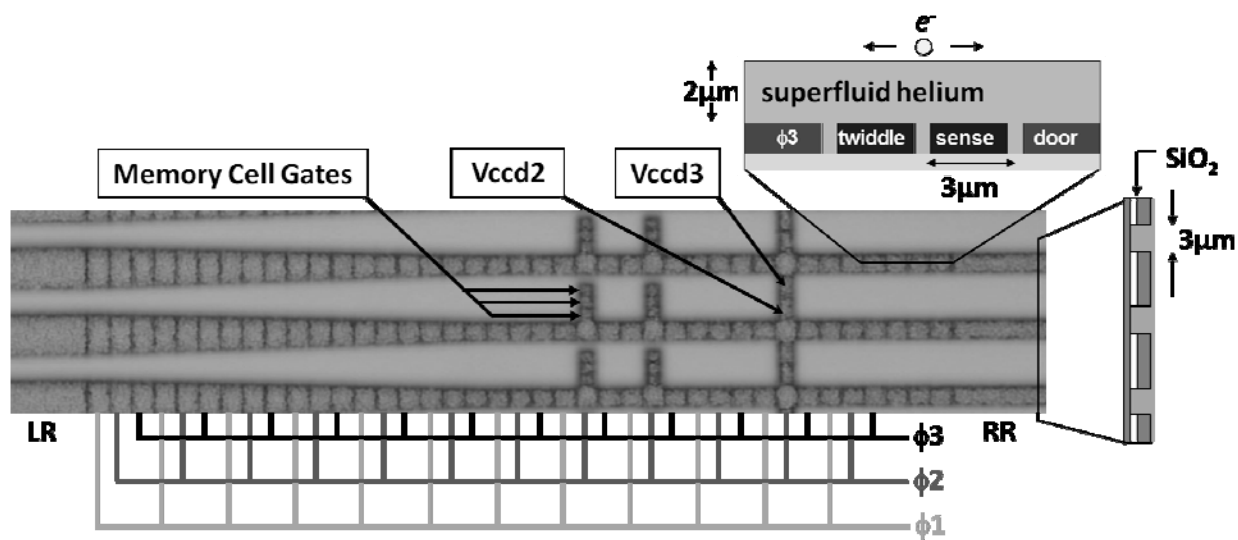 e⁻
2μm
superfluid helium
ϕ3 twiddle sense door
3μm
SiO₂
3μm
Memory Cell Gates
Vccd2
Vccd3
LR
RR
ϕ3
ϕ2
ϕ1